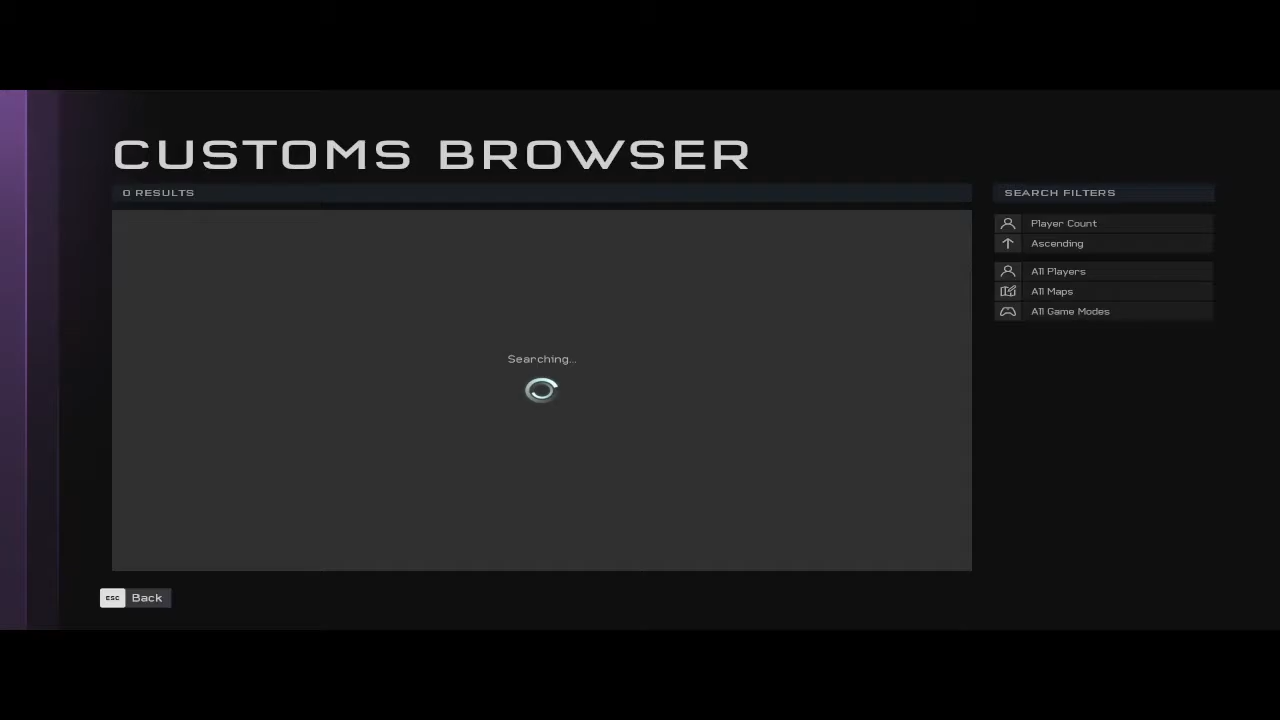 CUSTOMS BROWSER
0 RESULTS
SEARCH FILTERS
Player Count
Ascending
All Players
All Maps
All Game Modes
Searching...
ESC Back